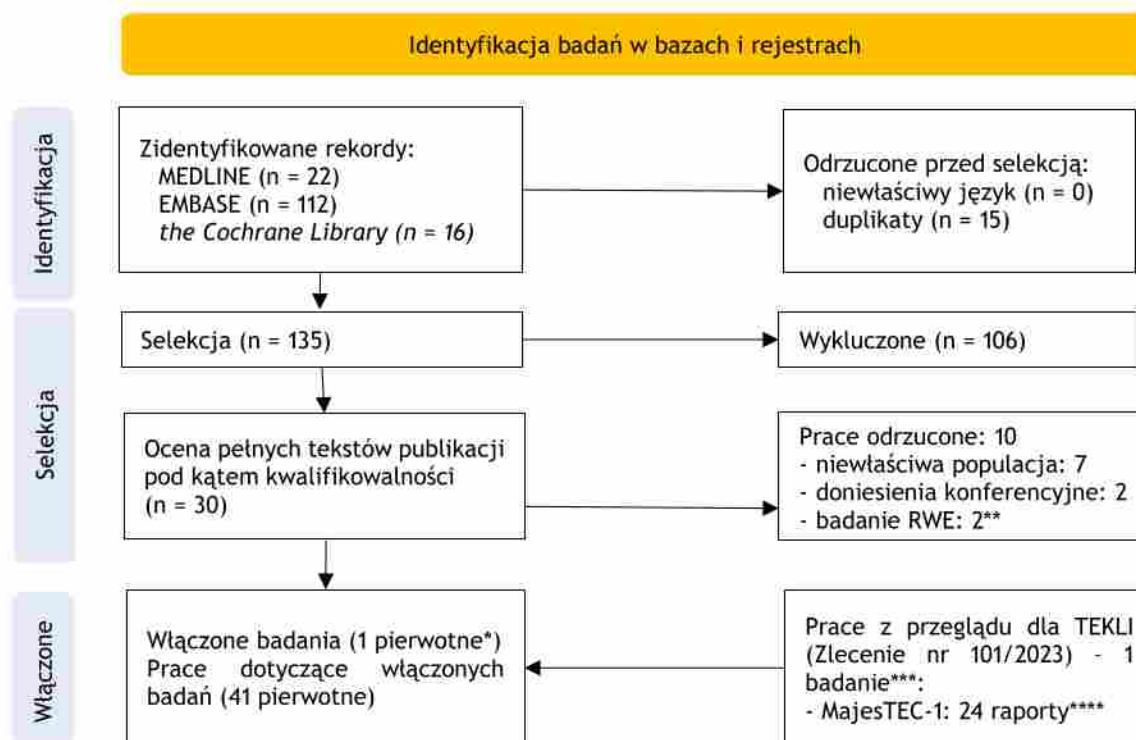 Identyfikacja badań w bazach i rejestrach
Identyfikacja
Zidentyfikowane rekordy:
MEDLINE (n = 22)
EMBASE (n = 112)
the Cochrane Library (n = 16)
Odrzucone przed selekcją:
niewłaściwy język (n = 0)
duplikaty (n = 15)
Selekcja
Selekcja (n = 135)
Wykluczone (n = 106)
Ocena pełnych tekstów publikacji
pod kątem kwalifikowalności
(n = 30)
Prace odrzucone: 10
- niewłaściwa populacja: 7
- doniesienia konferencyjne: 2
- badanie RWE: 2**
Włączone
Włączone badania (1 pierwotne*)
Prace dotyczące włączonych
badań (41 pierwotne)
Prace z przeglądu dla TEKLI
(Zlecenie nr 101/2023) - 1
badanie***:
- MajesTEC-1: 24 raporty****